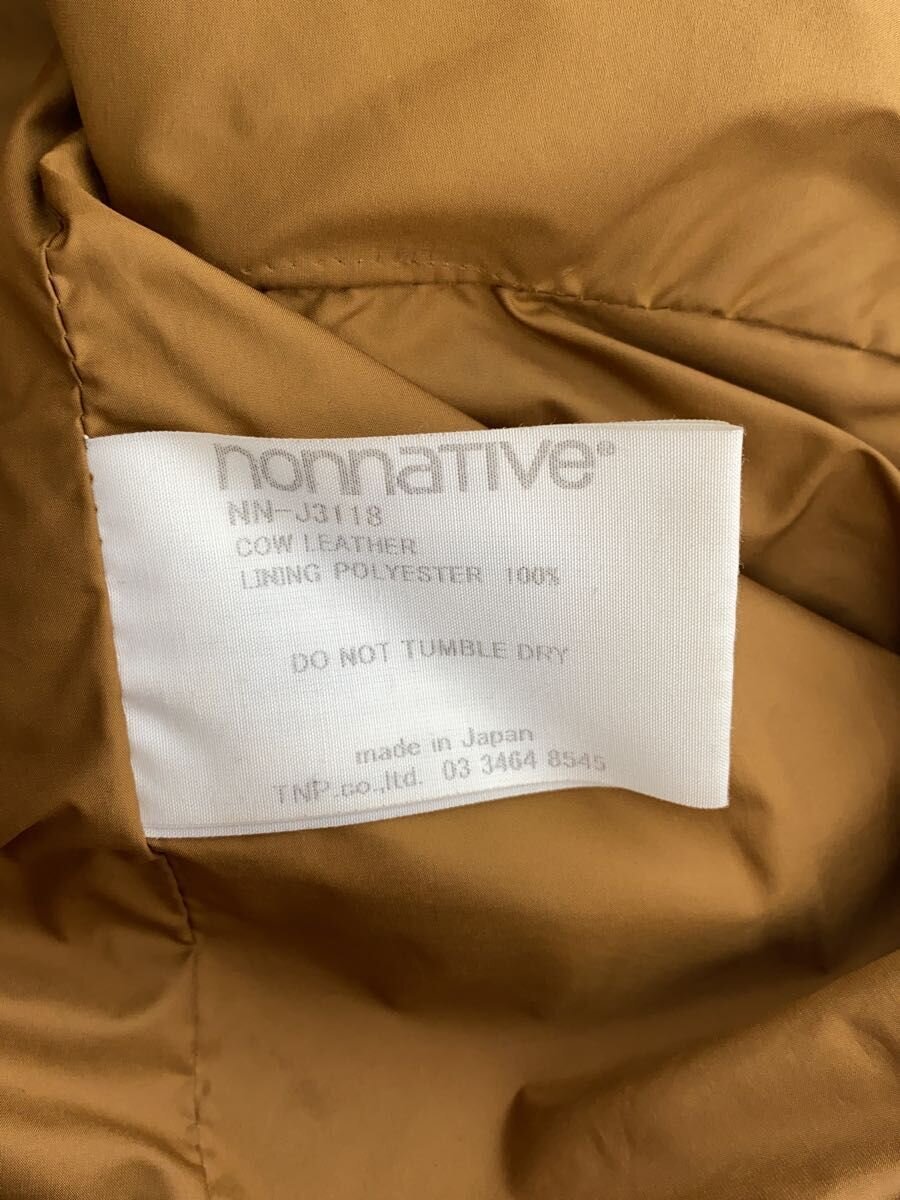 nonnative®
NN-J3118
COW LEATHER
LINING POLYESTER 100%
DO NOT TUMBLE DRY
made in Japan
TNP.co.,ltd. 03 3464 8545